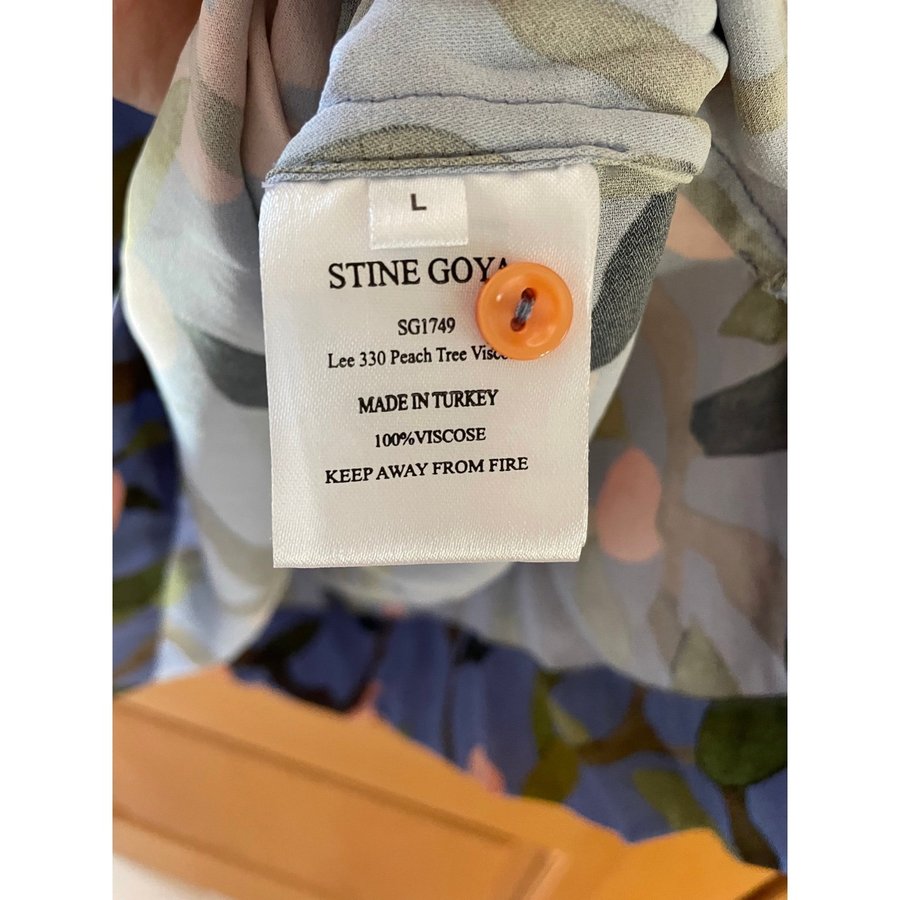 L
STINE GOYA
SG1749
Lee 330 Peach Tree
MADE IN TURKEY
100%VISCOSE
KEEP AWAY FROM FIRE